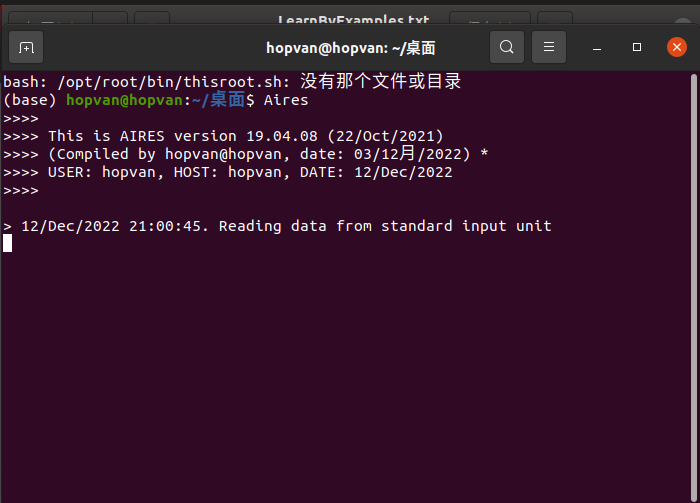 LearnByExamples.txt
hopvan@hopvan: ~/桌面
bash: /opt/root/bin/thisroot.sh: 没有那个文件或目录
(base) hopvan@hopvan:~/桌面$ Aires
>>>>
>>>> This is AIRES version 19.04.08 (22/Oct/2021)
>>>> (Compiled by hopvan@hopvan, date: 03/12月/2022) *
>>>> USER: hopvan, HOST: hopvan, DATE: 12/Dec/2022
>>>>
> 12/Dec/2022 21:00:45. Reading data from standard input unit